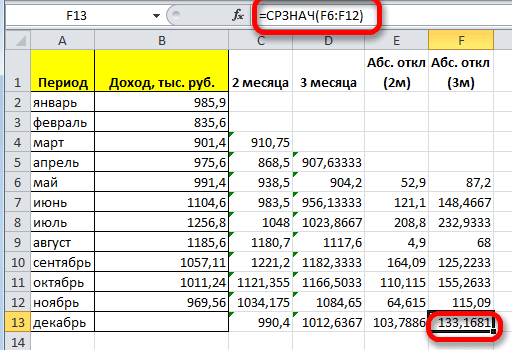 F13 fx =СРЗНАЧ(F6:F12)
A B C D E F
1 Период Доход, тыс. руб. 2 месяца 3 месяца Абс. откл (2м) Абс. откл (3м)
2 январь 985,9
3 февраль 835,6
4 март 901,4 910,75
5 апрель 975,6 868,5 907,63333
6 май 991,4 938,5 904,2 52,9 87,2
7 июнь 1104,6 983,5 956,13333 121,1 148,4667
8 июль 1256,8 1048 1023,8667 208,8 232,9333
9 август 1185,6 1180,7 1117,6 4,9 68
10 сентябрь 1057,11 1221,2 1182,3333 164,09 125,2233
11 октябрь 1011,24 1121,355 1166,5033 110,115 155,2633
12 ноябрь 969,56 1034,175 1084,65 64,615 115,09
13 декабрь 990,4 1012,6367 103,7886 133,1681
14